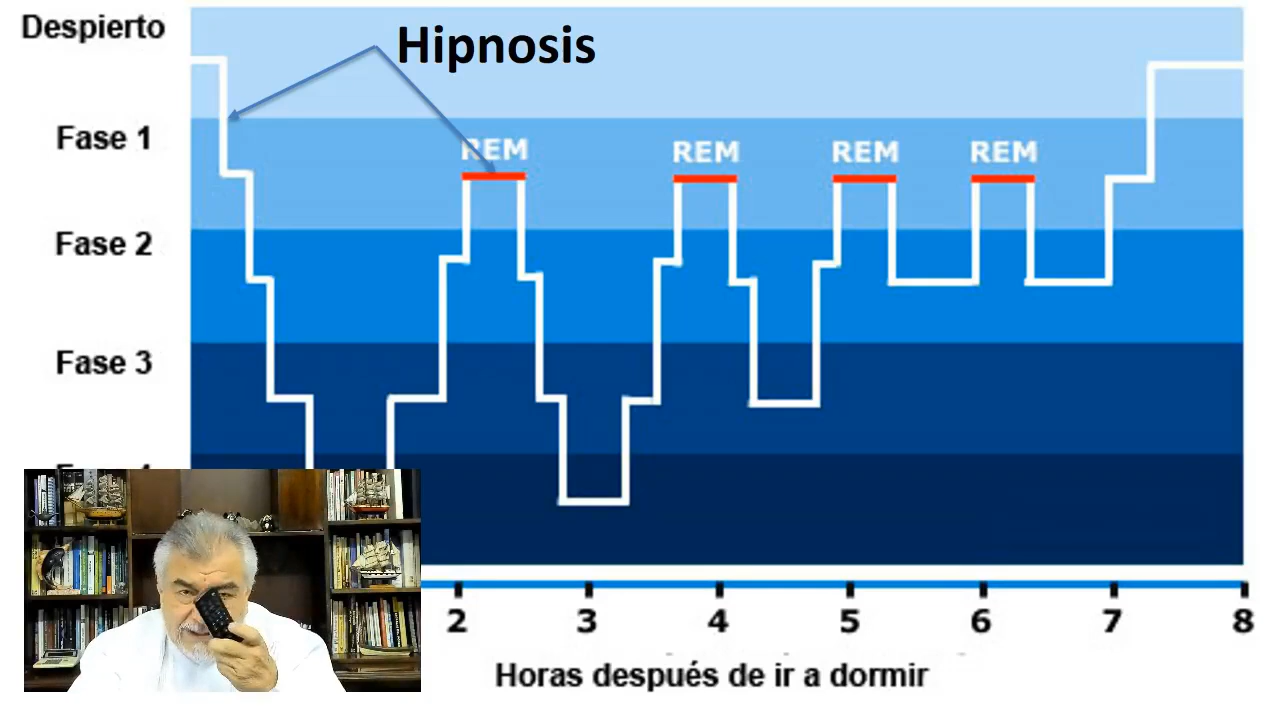 Despierto
Hipnosis
Fase 1
REM REM REM REM
Fase 2
Fase 3
2 3 4 5 6 7 8
Horas después de ir a dormir